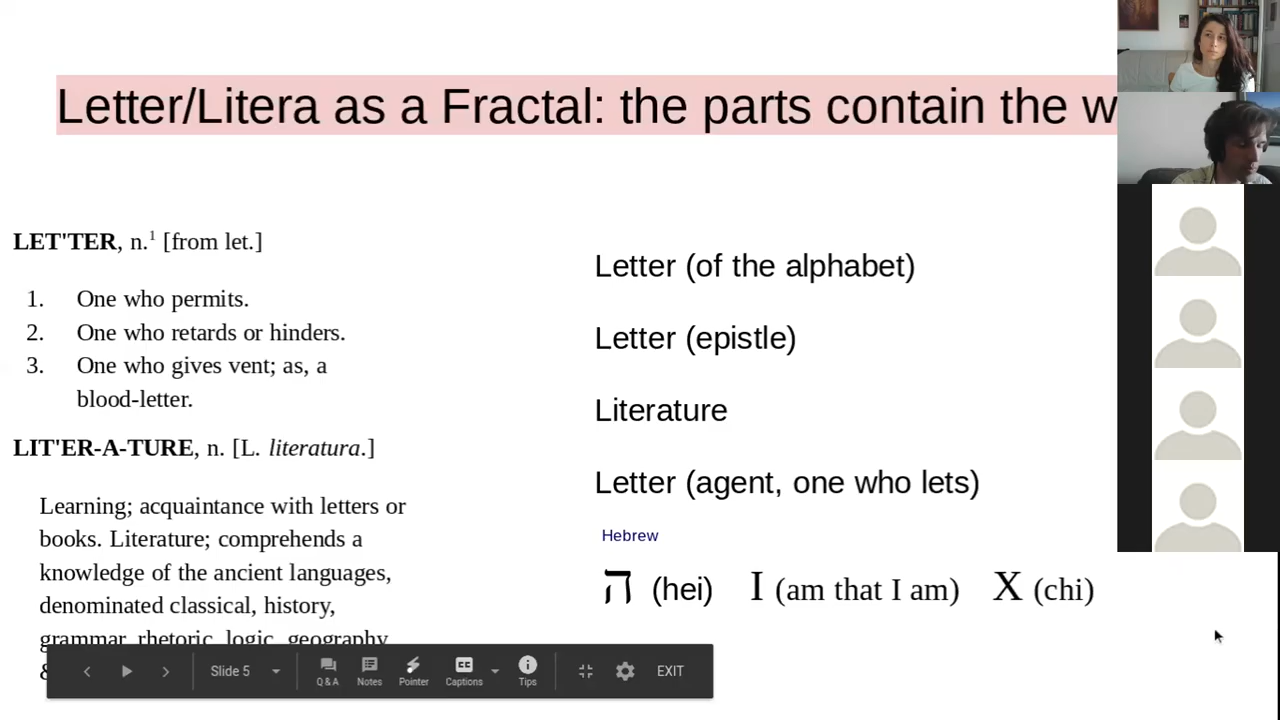 Letter/Litera as a Fractal: the parts contain the
LET'TER, n.1 [from let.]
1. One who permits.
2. One who retards or hinders.
3. One who gives vent; as, a
blood-letter.
LIT'ER-A-TURE, n. [L. literatura.]
Learning; acquaintance with letters or
books. Literature; comprehends a
knowledge of the ancient languages,
denominated classical, history,
grammar, rhetoric, logic, geography,
Letter (of the alphabet)
Letter (epistle)
Literature
Letter (agent, one who lets)
Hebrew
ה (hei) I (am that I am) X (chi)
Slide 5
Q & A Notes Pointer Captions Tips EXIT